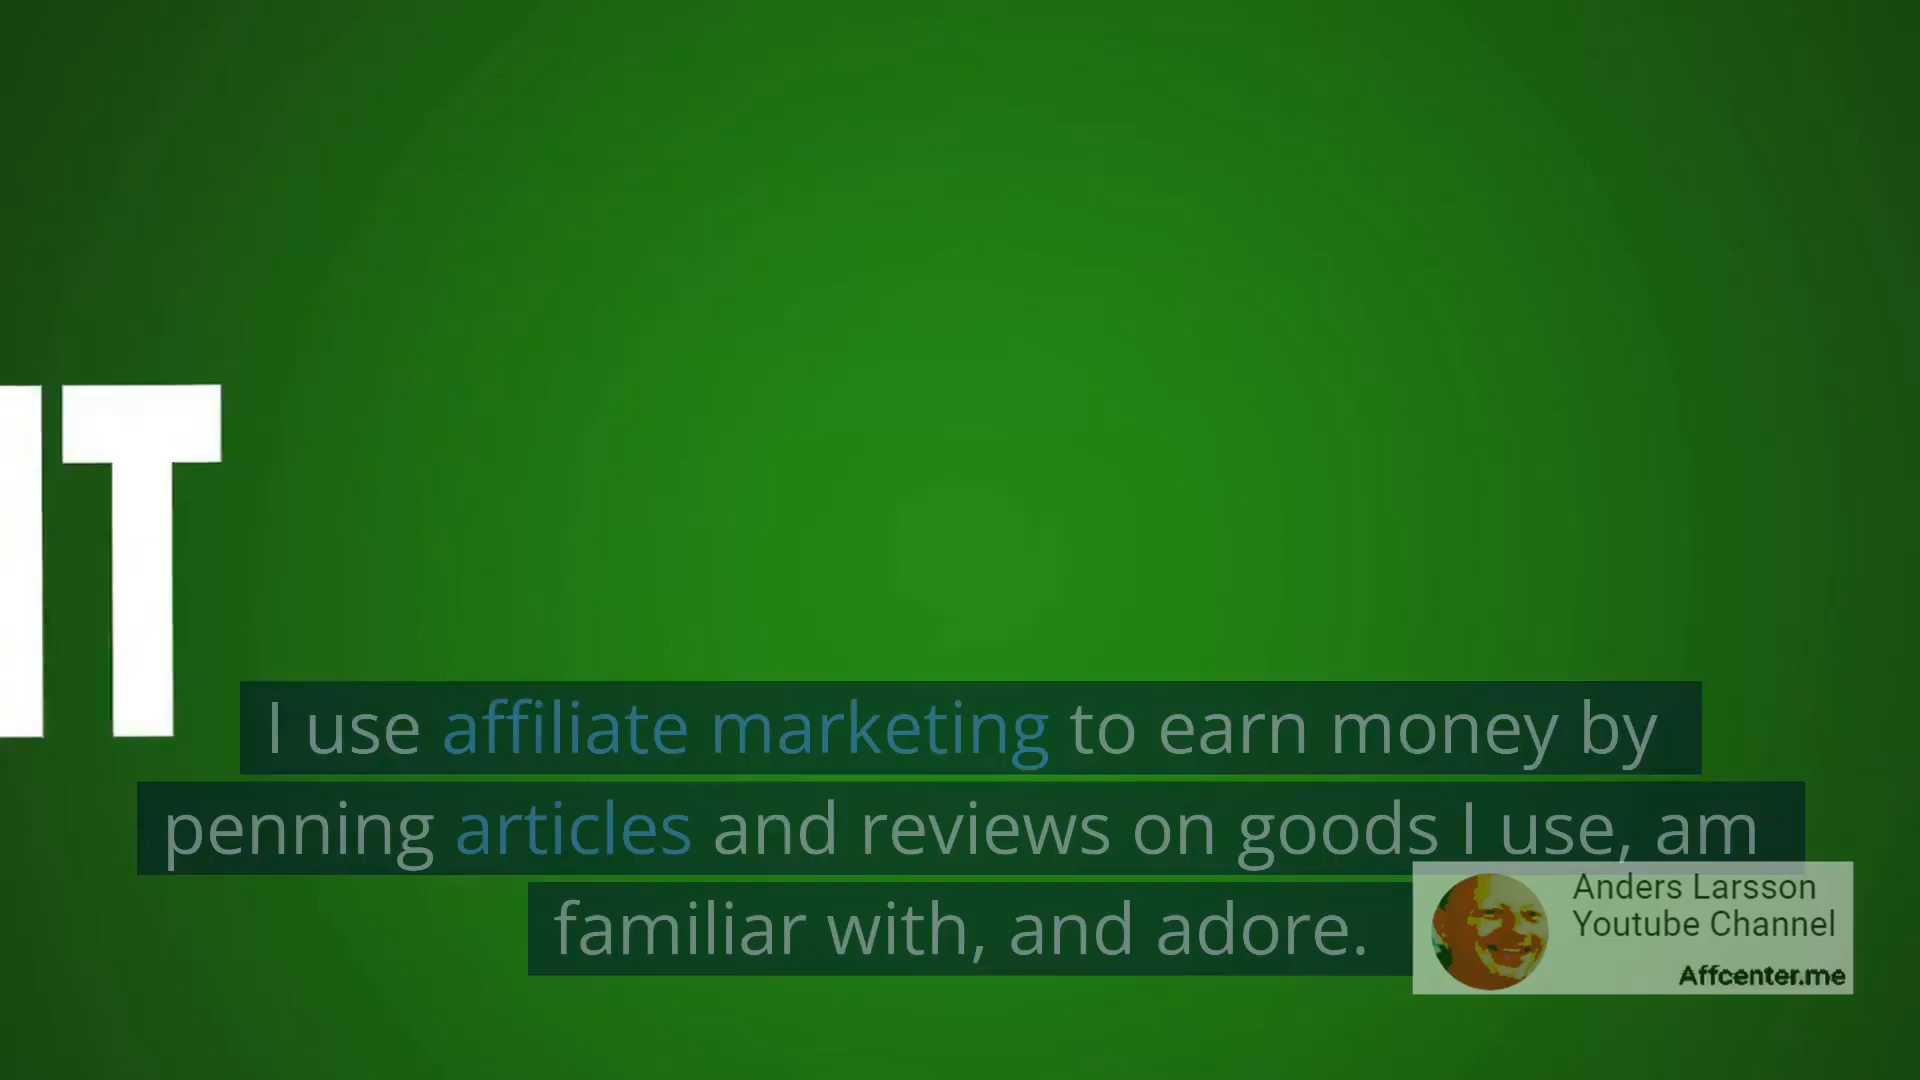 IT
I use affiliate marketing to earn money by
penning articles and reviews on goods I use, am
familiar with, and adore.
Anders Larsson
Youtube Channel
Affcenter.me